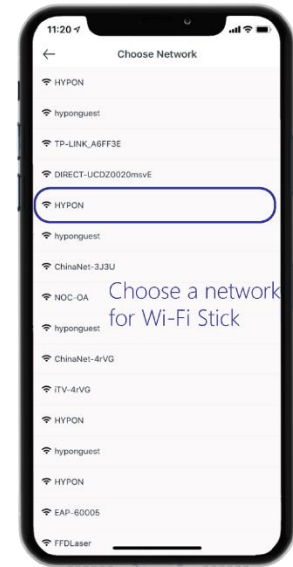 11:20
Choose Network
HYPON
hyponguest
TP-LINK_A6FF3E
DIRECT-UCDZ0020msvE
HYPON
hyponguest
ChinaNet-3J3U
NOC-OA
Choose a network
for Wi-Fi Stick
hyponguest
ChinaNet-4rVG
iTV-4rVG
HYPON
hyponguest
HYPON
EAP-60005
FFDLaser